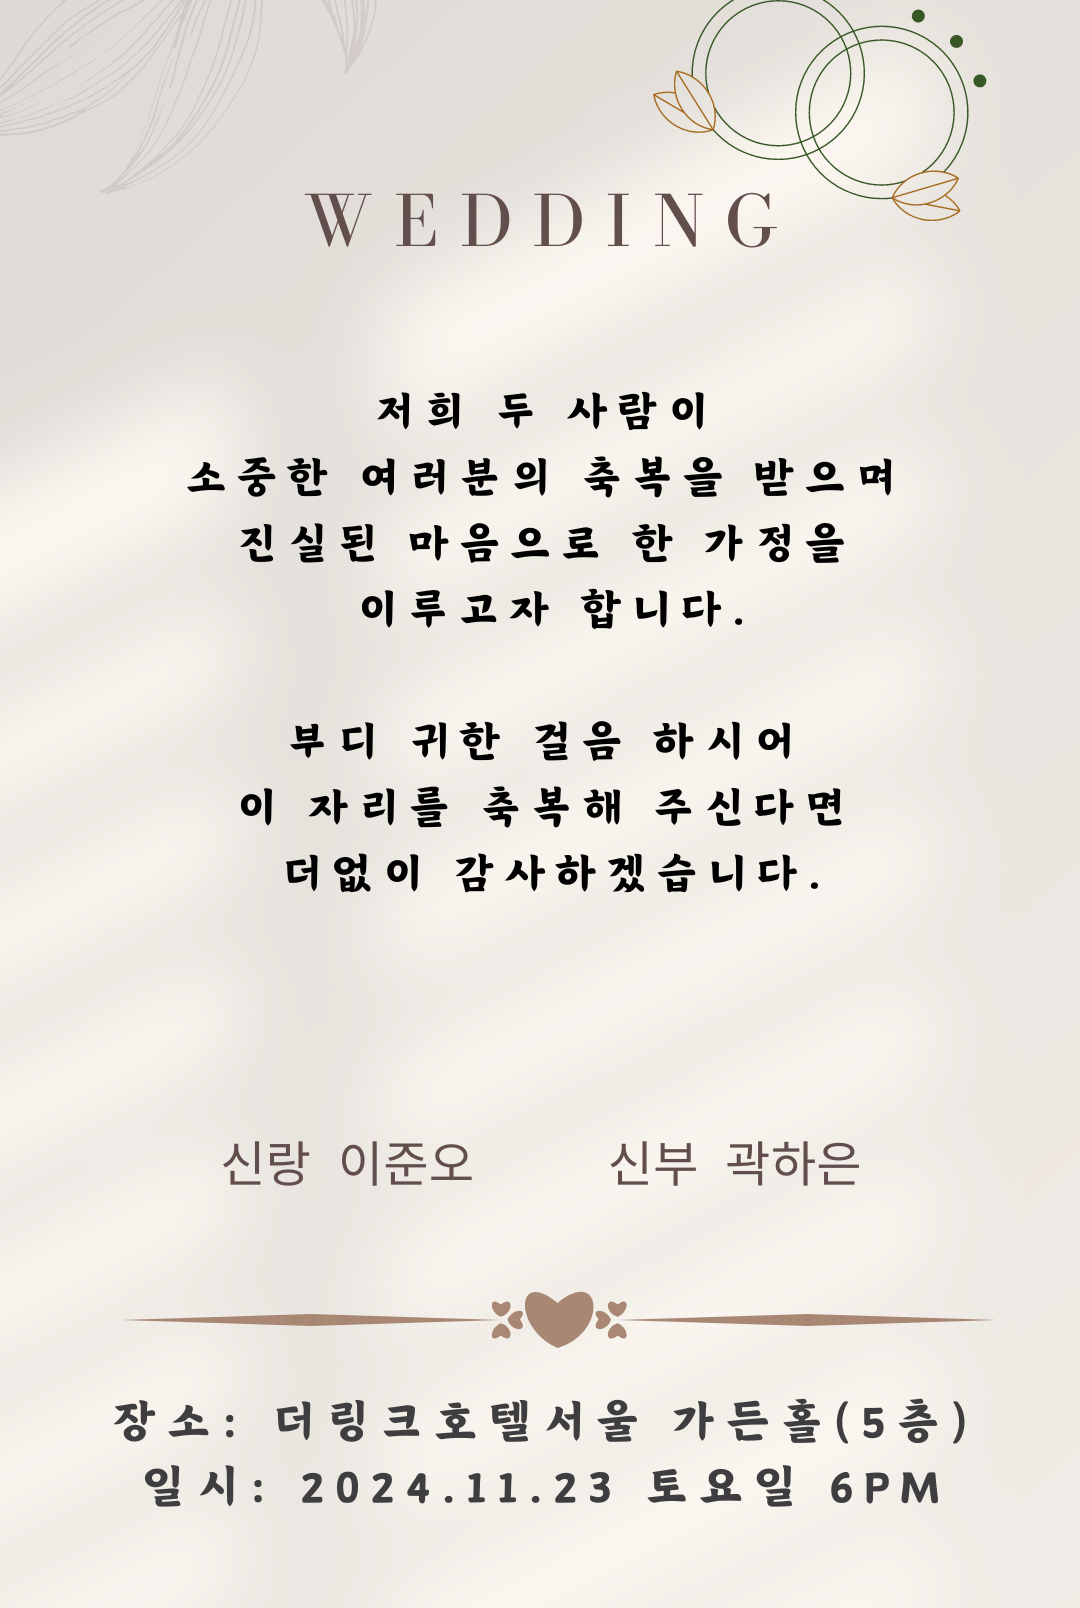 WEDDING
저희 두 사람이
소중한 여러분의 축복을 받으며
진실된 마음으로 한 가정을
이루고자 합니다.
부디 귀한 걸음 하시어
이 자리를 축복해 주신다면
더없이 감사하겠습니다.
신랑 이준오 신부 곽하은
장소: 더링크호텔서울 가든홀(5층)
일시: 2024.11.23 토요일 6PM